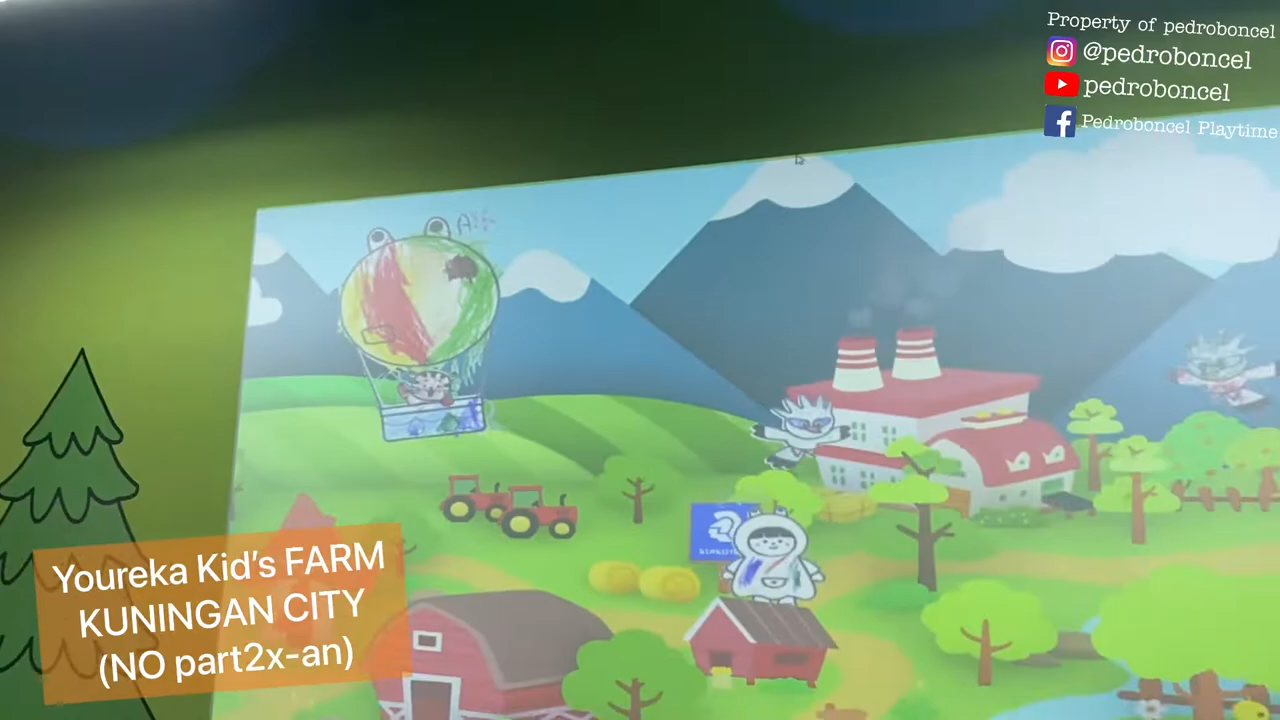 Property of pedroboncel
@pedroboncel
pedroboncel
Pedroboncel Playtime
Youreka Kid's FARM
KUNINGAN CITY
(NO part2x-an)